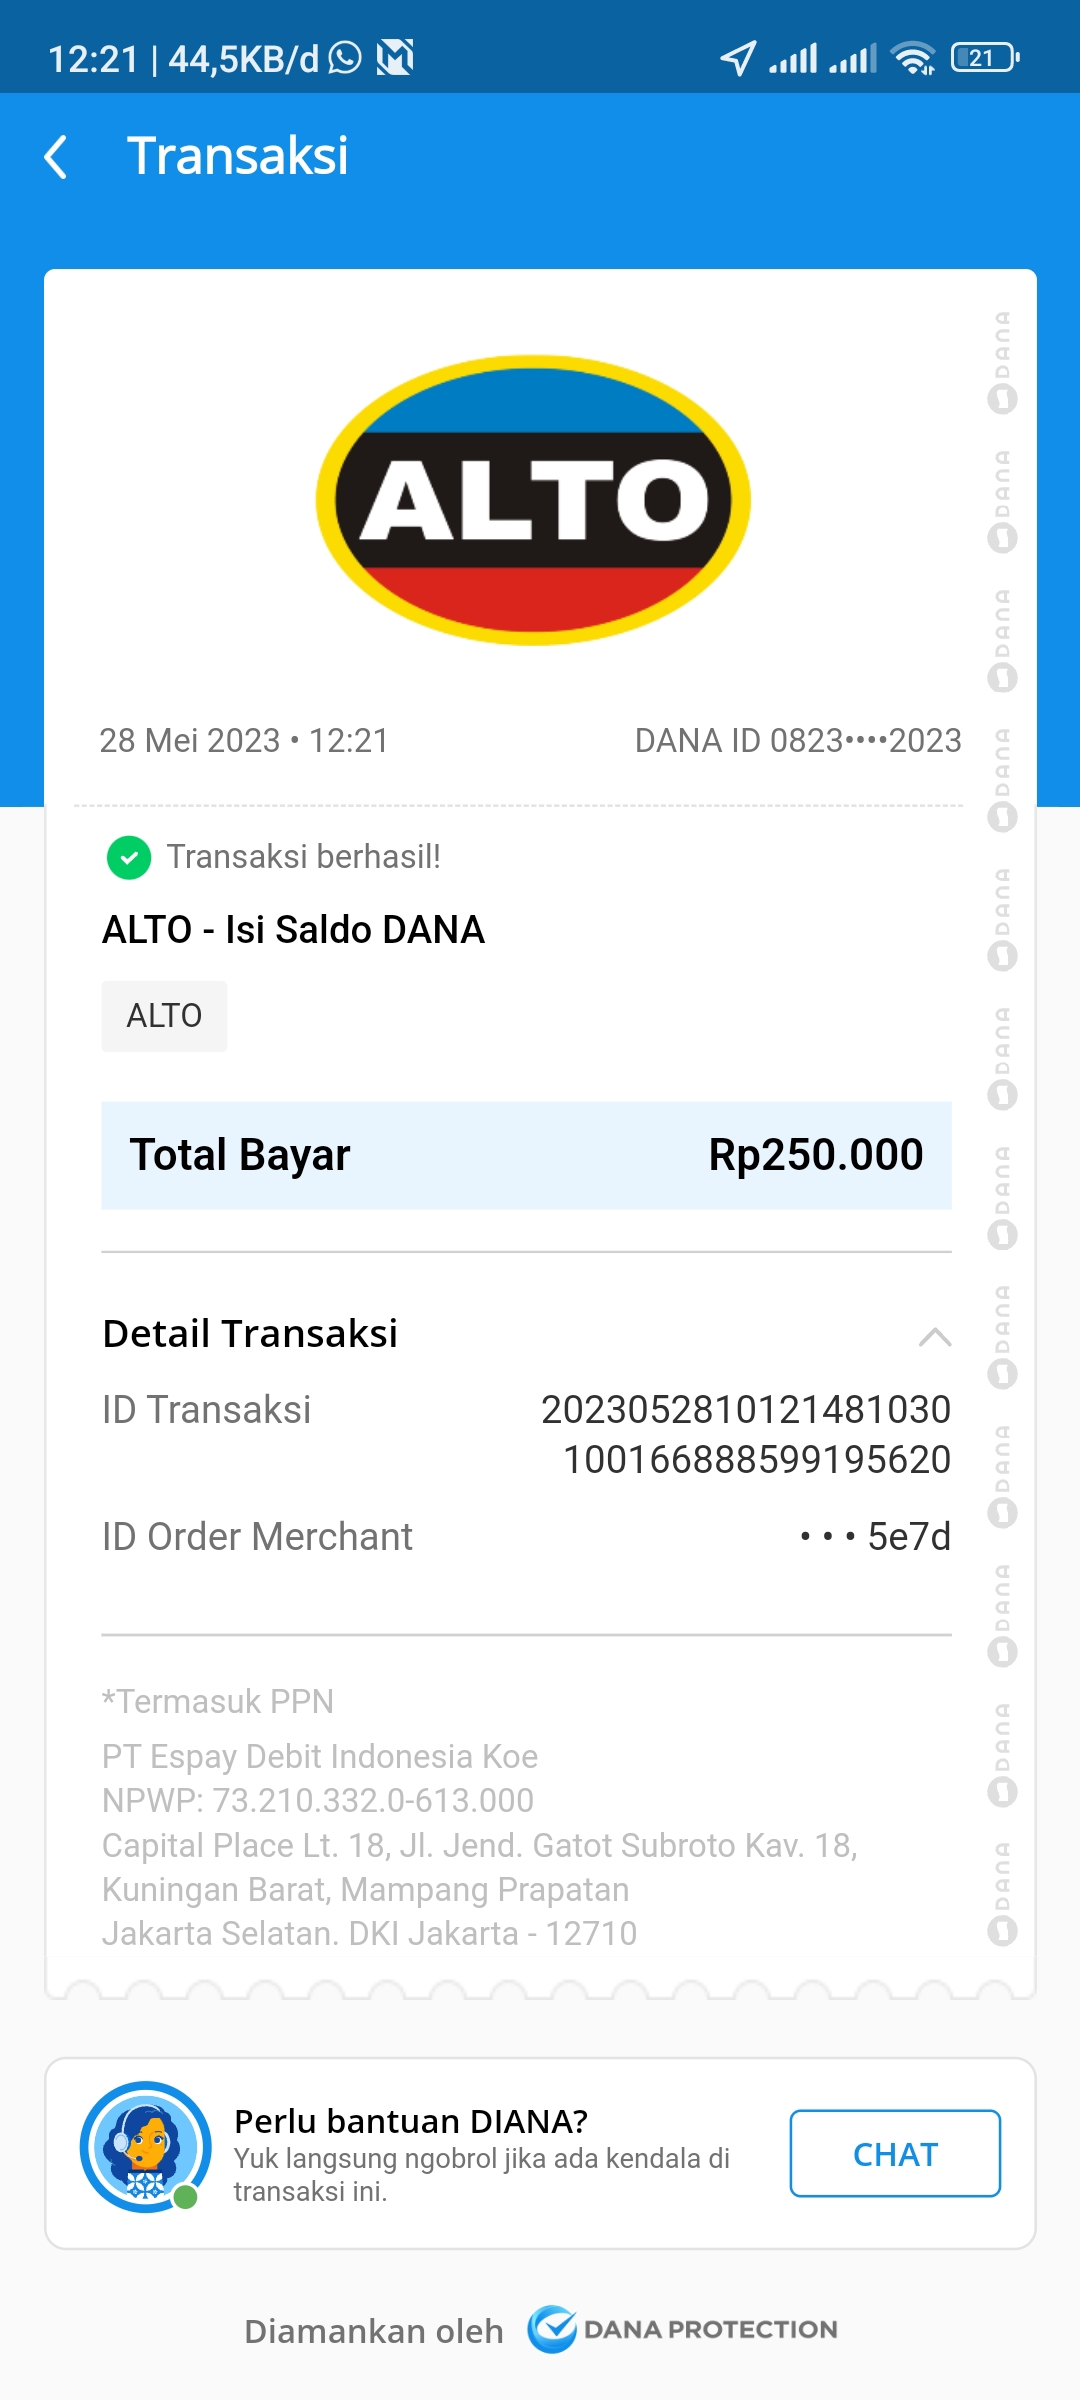 12:21 | 44,5KB/d 21
Transaksi
ALTO
28 Mei 2023 • 12:21 DANA ID 0823••••2023
Transaksi berhasil!
ALTO - Isi Saldo DANA
ALTO
Total Bayar Rp250.000
Detail Transaksi
ID Transaksi 2023052810121481030
100166888599195620
ID Order Merchant • • • 5e7d
*Termasuk PPN
PT Espay Debit Indonesia Koe
NPWP: 73.210.332.0-613.000
Capital Place Lt. 18, Jl. Jend. Gatot Subroto Kav. 18,
Kuningan Barat, Mampang Prapatan
Jakarta Selatan. DKI Jakarta - 12710
DANA
DANA
DANA
DANA
DANA
DANA
DANA
DANA
DANA
DANA
DANA
DANA
Perlu bantuan DIANA?
Yuk langsung ngobrol jika ada kendala di
transaksi ini.
CHAT
Diamankan oleh DANA PROTECTION